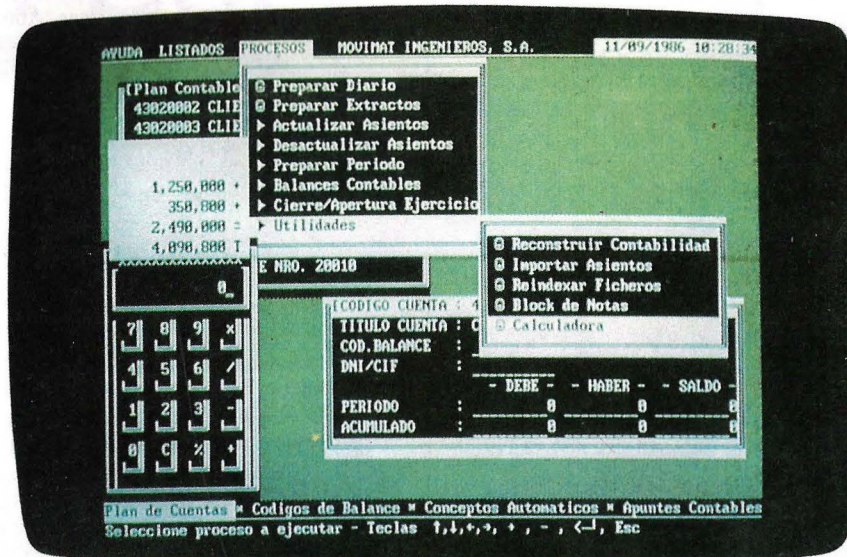 AYUDA LISTADOS PROCESOS MOVIMAT INGENIEROS, S.A. 11/09/1986 10:28:34
[Plan Contable
43020002 CLIE
43020003 CLIE
Preparar Diario
Preparar Extractos
Actualizar Asientos
Desactualizar Asientos
Preparar Periodo
Balances Contables
Cierre/Apertura Ejercicio
Utilidades
1,250,000 +
350,800 +
2,490,000 =
4,090,800 T
E NRO. 20010
Reconstruir Contabilidad
Importar Asientos
Reindexar Ficheros
Block de Notas
Calculadora
0_
7 8 9 x
4 5 6 /
1 2 3 -
0 C % +
[CODIGO CUENTA : 4
TITULO CUENTA : C
COD.BALANCE :
DNI/CIF :
- DEBE - - HABER - - SALDO -
PERIODO : 0 0 0
ACUMULADO : 0 0 0
Plan de Cuentas * Codigos de Balance * Conceptos Automaticos * Apuntes Contables
Seleccione proceso a ejecutar - Teclas ↑,↓,←,→, + , - , <─┘, Esc